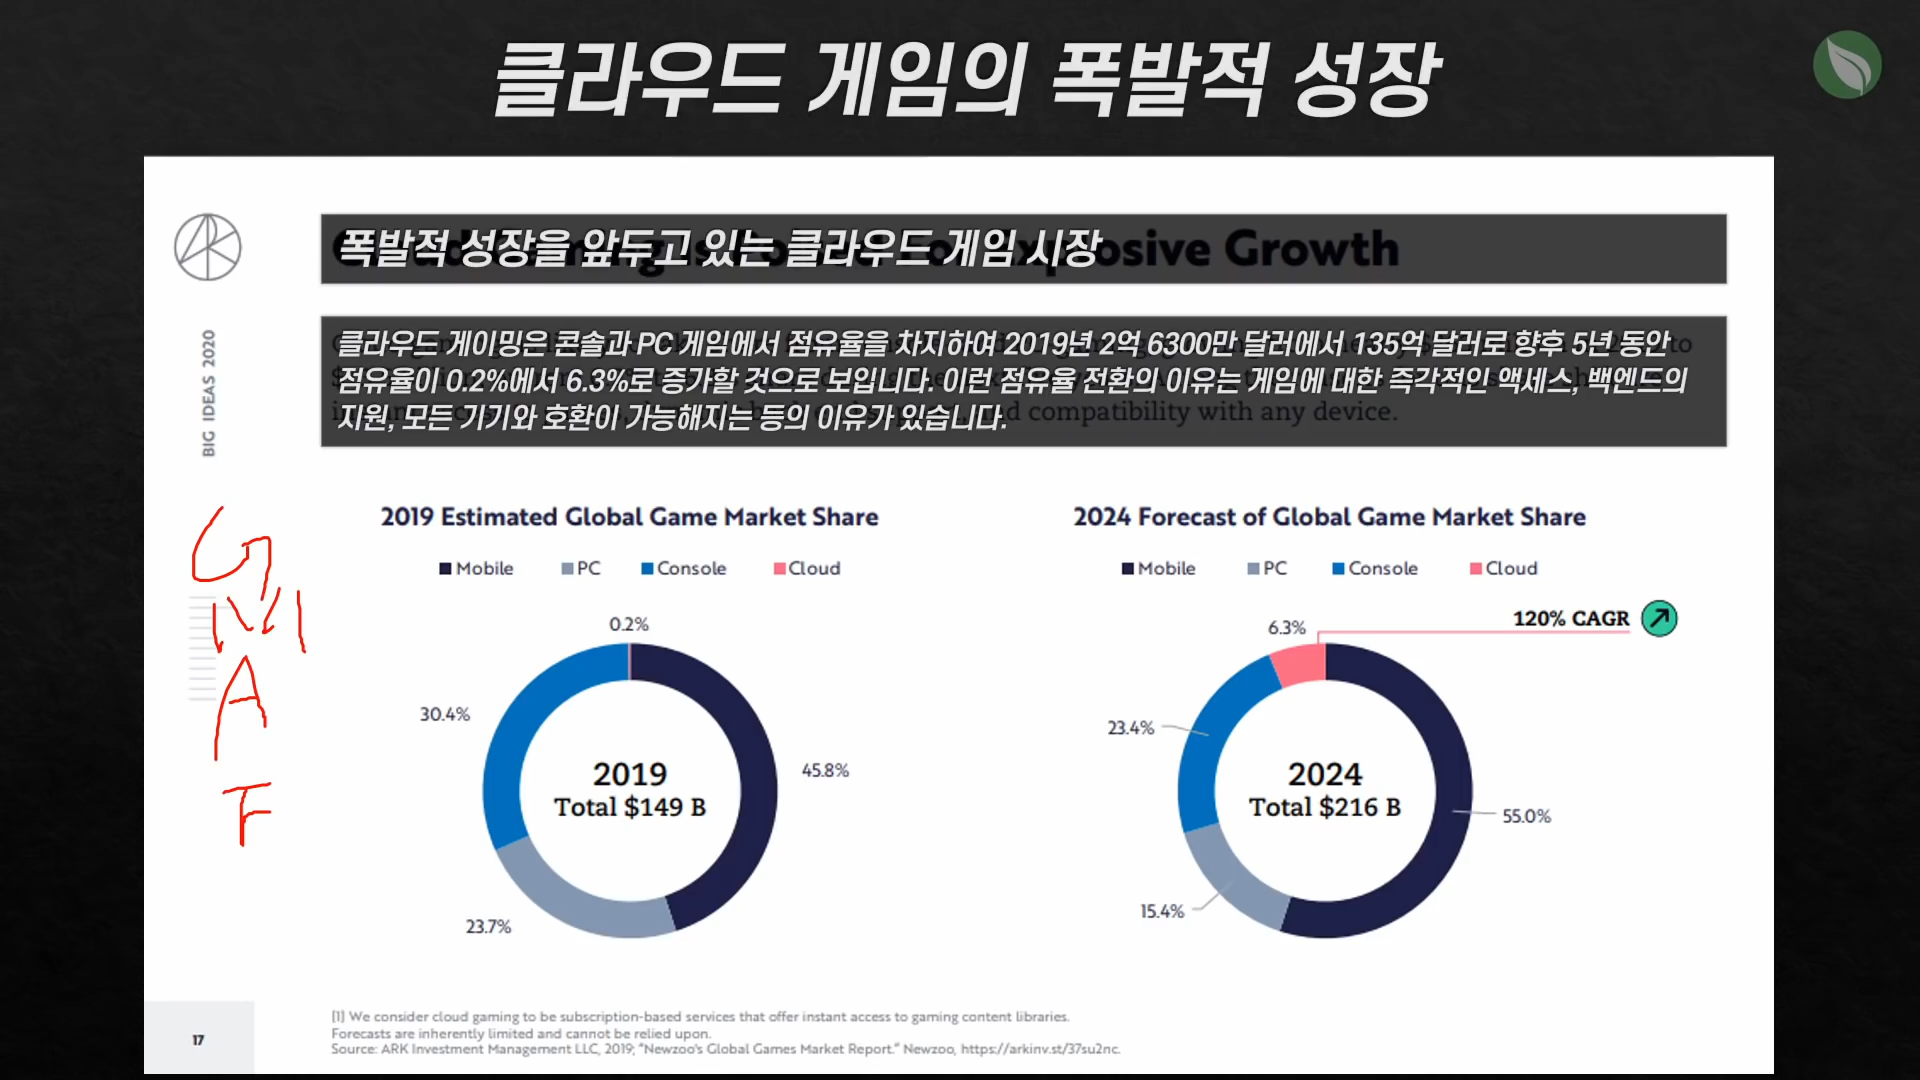 클라우드 게임의 폭발적 성장
폭발적 성장을 앞두고 있는 클라우드 게임 시장
osive Growth
클라우드 게이밍은 콘솔과 PC 게임에서 점유율을 차지하여 2019년 2억 6300만 달러에서 135억 달러로 향후 5년 동안
점유율이 0.2%에서 6.3%로 증가할 것으로 보입니다. 이런 점유율 전환의 이유는 게임에 대한 즉각적인 액세스, 백엔드의
지원, 모든 기기와 호환이 가능해지는 등의 이유가 있습니다.
compatibility with any device.
BIG IDEAS 2020
G
M
A
F
2019 Estimated Global Game Market Share
Mobile PC Console Cloud
0.2%
30.4%
45.8%
23.7%
2019
Total $149 B
2024 Forecast of Global Game Market Share
Mobile PC Console Cloud
120% CAGR
6.3%
23.4%
55.0%
15.4%
2024
Total $216 B
[1] We consider cloud gaming to be subscription-based services that offer instant access to gaming content libraries.
Forecasts are inherently limited and cannot be relied upon.
Source: ARK Investment Management LLC, 2019; “Newzoo's Global Games Market Report.” Newzoo, https://arkinv.st/37su2nc.
17